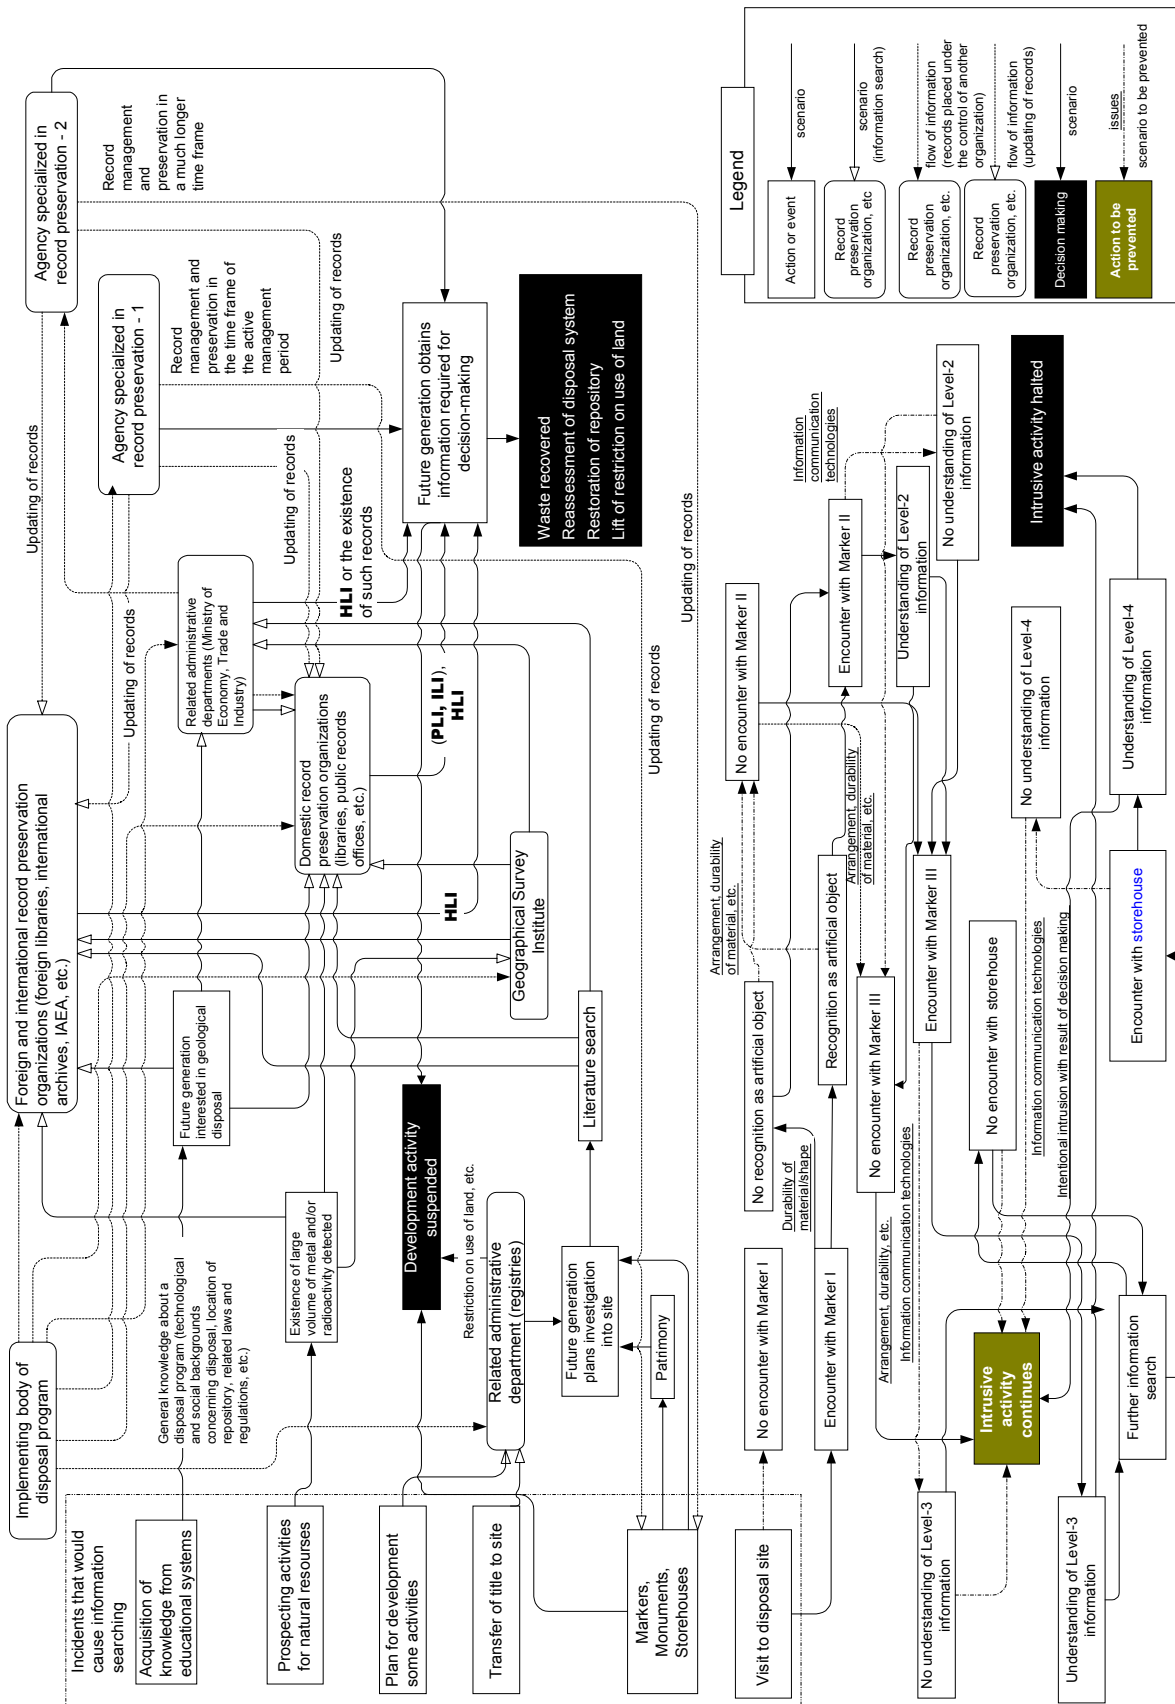 Incidents that would
cause information
searching
Acquisition of
knowledge from
educational systems
Prospecting activities
for natural resourses
Plan for development
some activities
Transfer of title to site
Markers,
Monuments,
Storehouses
Visit to disposal site
Implementing body of
disposal program
General knowledge about a
disposal program (technological
and social backgrounds
concerning disposal, location of
repository, related laws and
regulations, etc.)
Existence of large
volume of metal and/or
radioactivity detected
Future generation
interested in geological
disposal
Foreign and international record preservation
organizations (foreign libraries, international
archives, IAEA, etc.)
Updating of records
Agency specialized in
record preservation - 2
Record
management
and
preservation in
a much longer
time frame
Agency specialized in
record preservation - 1
Record
management and
preservation in
the time frame of
the active
management
period
Updating of records
Related administrative
departments (Ministry of
Economy, Trade and
Industry)
Updating of records
Updating of records
HLI or the existence
of such records
Domestic record
preservation organizations
(libraries, public records
offices, etc.)
(PLI, ILI),
HLI
HLI
Geographical Survey
Institute
Future generation obtains
information required for
decision-making
Waste recovered
Reassessment of disposal system
Restoration of repository
Lift of restriction on use of land
Updating of records
Updating of records
Development activity
suspended
Restriction on use of land, etc.
Related administrative
department (registries)
Future generation
plans investigation
into site
Patrimony
Literature search
No encounter with Marker I
Encounter with Marker I
Durability of
material/shape
No recognition as artificial object
Recognition as artificial object
Arrangement, durability
of material, etc.
No encounter with Marker II
Encounter with Marker II
Arrangement, durability
of material, etc.
Information
communication
technologies
Understanding of Level-2
information
No understanding of Level-2
information
No encounter with Marker III
Encounter with Marker III
Arrangement, durability, etc.
Information communication technologies
No understanding of Level-3
information
Understanding of Level-3
information
Intrusive
activity
continues
Further information
search
No encounter with storehouse
Encounter with storehouse
Information communication technologies
Intentional intrusion with result of decision making
No understanding of Level-4
information
Understanding of Level-4
information
Intrusive activity halted
Legend
Action or event
scenario
Record
preservation
organization, etc
scenario
(information search)
Record
preservation
organization, etc.
flow of information
(records placed under
the control of another
organization)
Record
preservation
organization, etc.
flow of information
(updating of records)
Decision making
scenario
Action to be
prevented
issues
scenario to be prevented